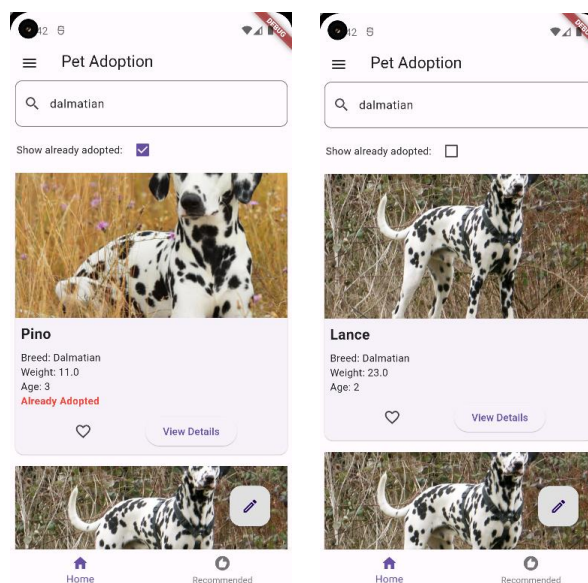 42
DEBUG
Pet Adoption
dalmatian
Show already adopted:
Pino
Breed: Dalmatian
Weight: 11.0
Age: 3
Already Adopted
View Details
Home
Recommended
42
Pet Adoption
dalmatian
Show already adopted:
Lance
Breed: Dalmatian
Weight: 23.0
Age: 2
View Details
Home
Recommended